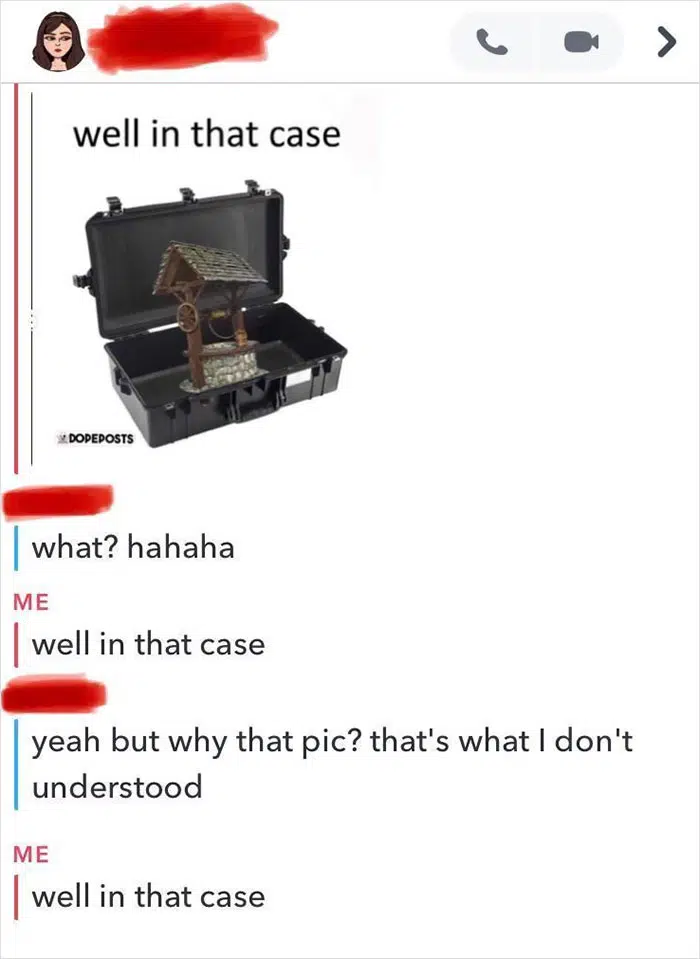 well in that case
DOPEPOSTS
what? hahaha
ME
well in that case
yeah but why that pic? that's what I don't
understood
ME
well in that case